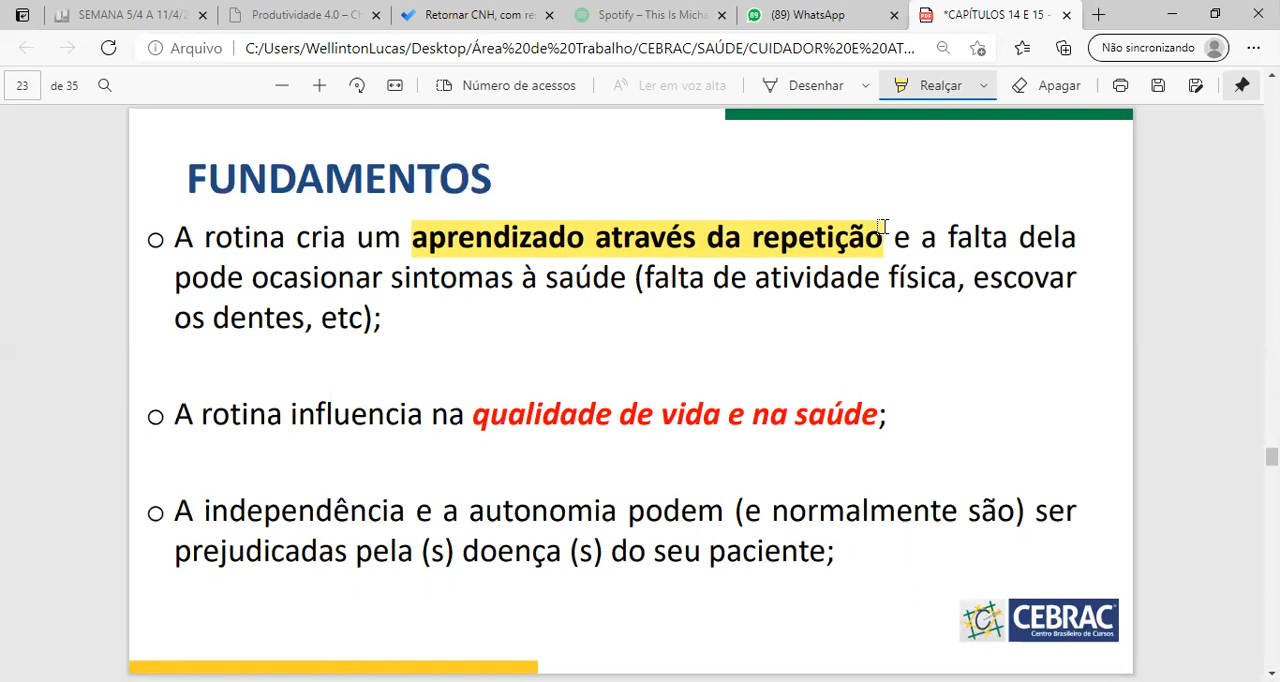 SEMANA 5/4 A 11/4/2
Produtividade 4.0 – C
Retornar CNH, com re
Spotify – This Is Mich
(89) WhatsApp
*CAPÍTULOS 14 E 15 -
Arquivo
C:/Users/WellintonLucas/Desktop/Área%20de%20Trabalho/CEBRAC/SAÚDE/CUIDADOR%20E%20AT...
Não sincronizando
23 de 35
Número de acessos
Ler em voz alta
Desenhar
Realçar
Apagar
FUNDAMENTOS
A rotina cria um aprendizado através da repetição e a falta dela
pode ocasionar sintomas à saúde (falta de atividade física, escovar
os dentes, etc);
A rotina influencia na qualidade de vida e na saúde;
A independência e a autonomia podem (e normalmente são) ser
prejudicadas pela (s) doença (s) do seu paciente;
CEBRAC
Centro Brasileiro de Cursos